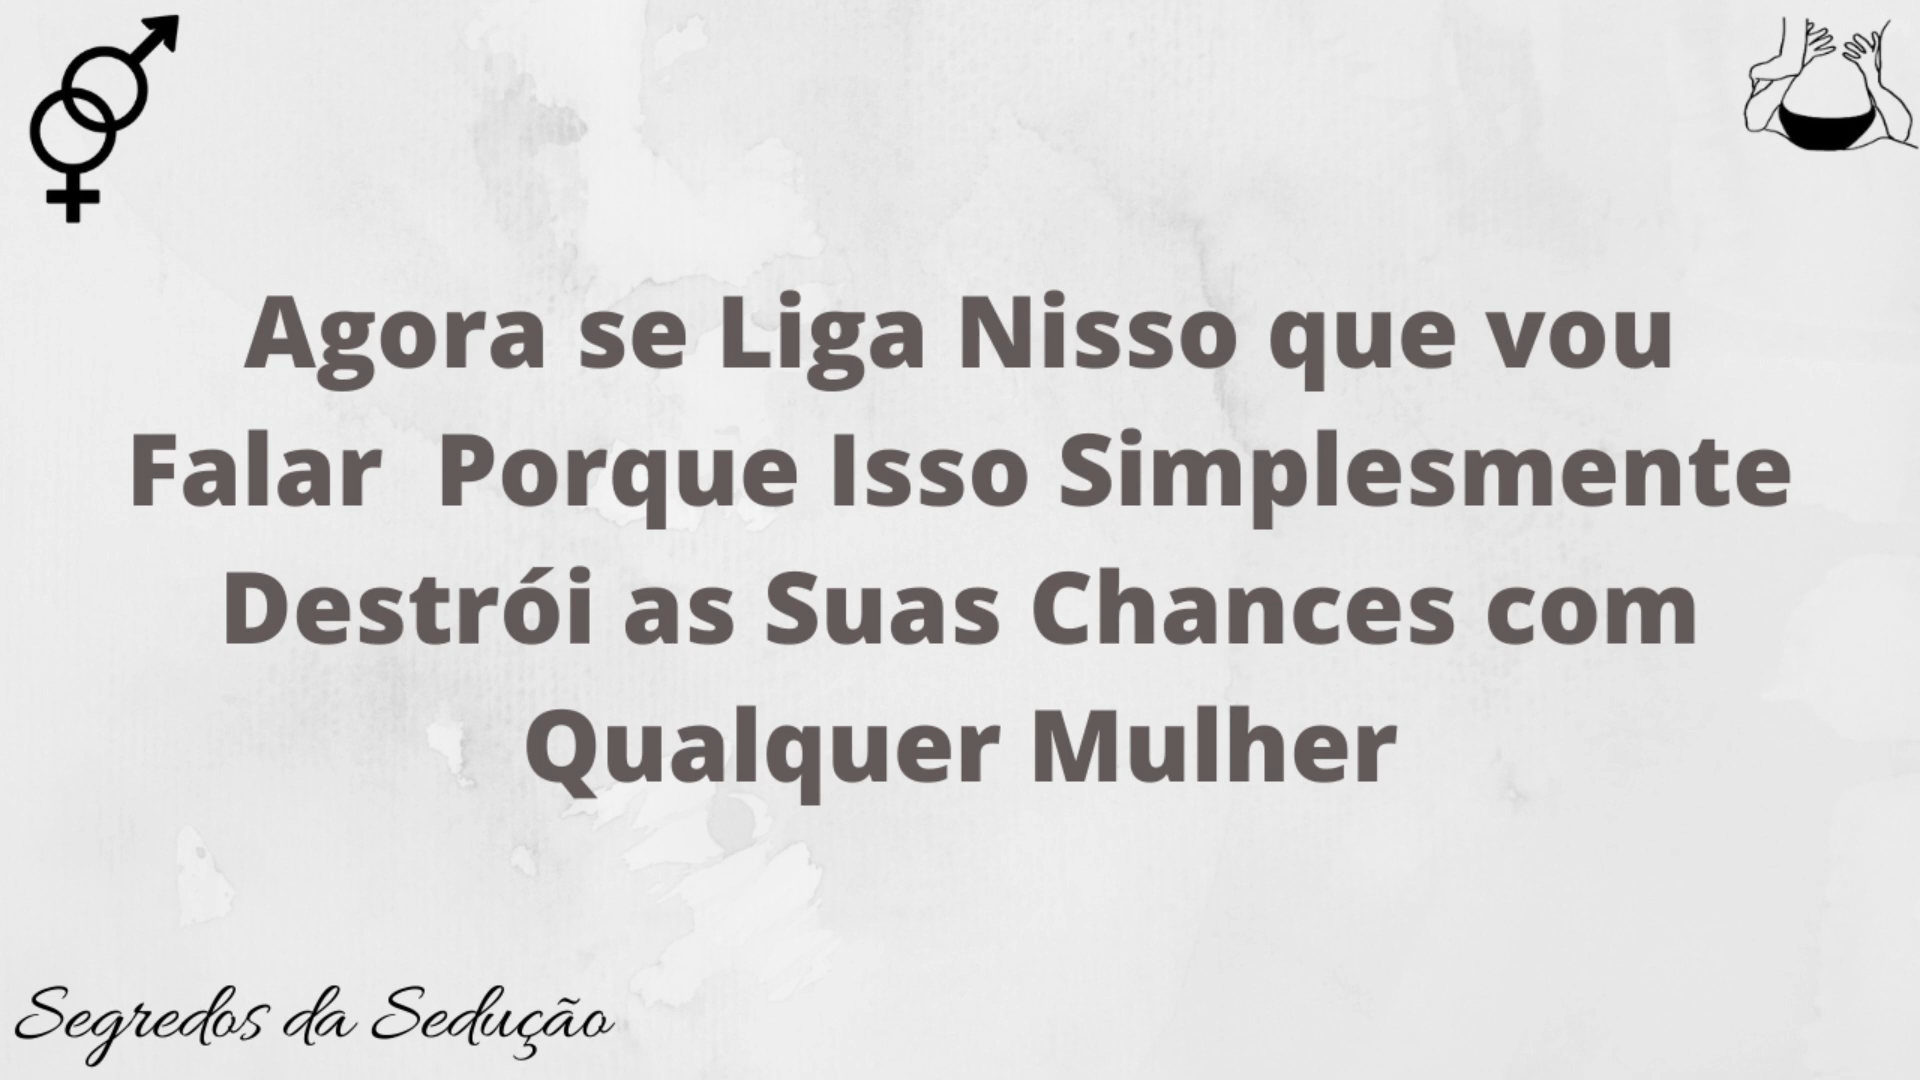 Agora se Liga Nisso que vou
Falar  Porque Isso Simplesmente
Destrói as Suas Chances com
Qualquer Mulher
Segredos da Sedução